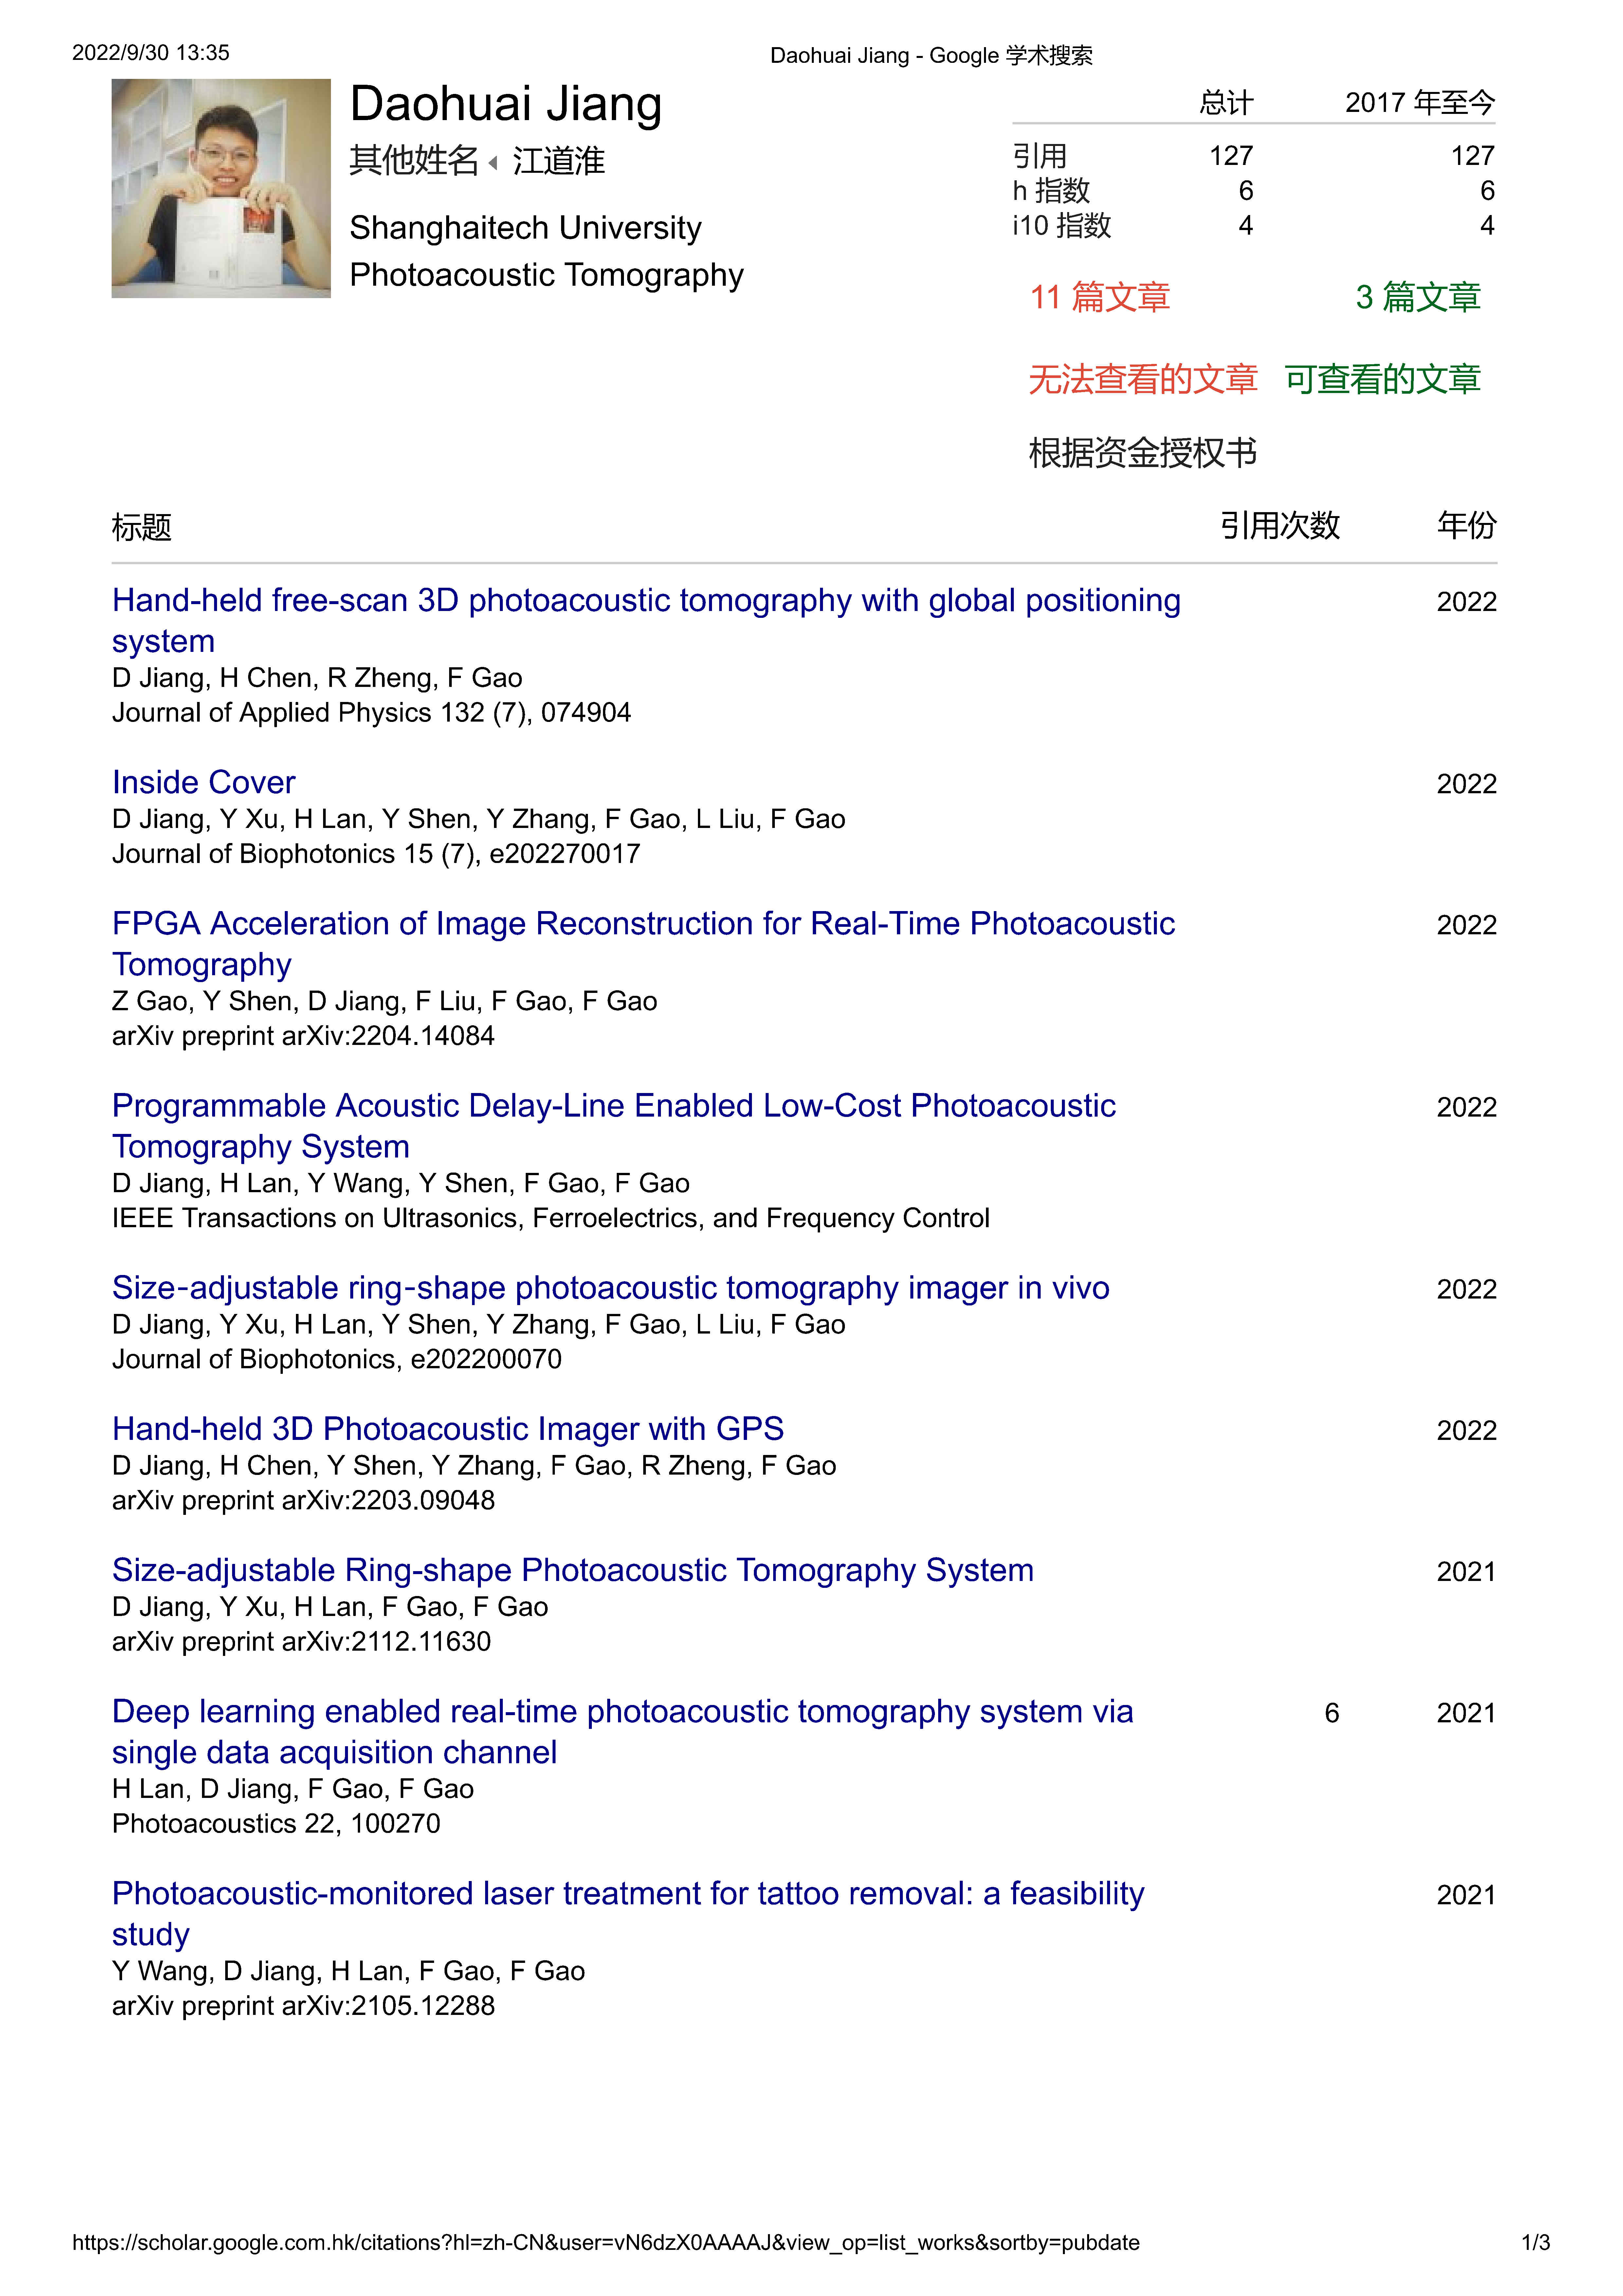 2022/9/30 13:35
Daohuai Jiang - Google 学术搜索
Daohuai Jiang
其他姓名 江道淮
Shanghaitech University
Photoacoustic Tomography
总计 2017 年至今
引用 127 127
h 指数 6 6
i10 指数 4 4
11 篇文章 3 篇文章
无法查看的文章 可查看的文章
根据资金授权书
标题 引用次数 年份
Hand-held free-scan 3D photoacoustic tomography with global positioning 2022
system
D Jiang, H Chen, R Zheng, F Gao
Journal of Applied Physics 132 (7), 074904
Inside Cover 2022
D Jiang, Y Xu, H Lan, Y Shen, Y Zhang, F Gao, L Liu, F Gao
Journal of Biophotonics 15 (7), e202270017
FPGA Acceleration of Image Reconstruction for Real-Time Photoacoustic 2022
Tomography
Z Gao, Y Shen, D Jiang, F Liu, F Gao, F Gao
arXiv preprint arXiv:2204.14084
Programmable Acoustic Delay-Line Enabled Low-Cost Photoacoustic 2022
Tomography System
D Jiang, H Lan, Y Wang, Y Shen, F Gao, F Gao
IEEE Transactions on Ultrasonics, Ferroelectrics, and Frequency Control
Size-adjustable ring-shape photoacoustic tomography imager in vivo 2022
D Jiang, Y Xu, H Lan, Y Shen, Y Zhang, F Gao, L Liu, F Gao
Journal of Biophotonics, e202200070
Hand-held 3D Photoacoustic Imager with GPS 2022
D Jiang, H Chen, Y Shen, Y Zhang, F Gao, R Zheng, F Gao
arXiv preprint arXiv:2203.09048
Size-adjustable Ring-shape Photoacoustic Tomography System 2021
D Jiang, Y Xu, H Lan, F Gao, F Gao
arXiv preprint arXiv:2112.11630
Deep learning enabled real-time photoacoustic tomography system via 6 2021
single data acquisition channel
H Lan, D Jiang, F Gao, F Gao
Photoacoustics 22, 100270
Photoacoustic-monitored laser treatment for tattoo removal: a feasibility 2021
study
Y Wang, D Jiang, H Lan, F Gao, F Gao
arXiv preprint arXiv:2105.12288
https://scholar.google.com.hk/citations?hl=zh-CN&user=vN6dzX0AAAAJ&view_op=list_works&sortby=pubdate
1/3